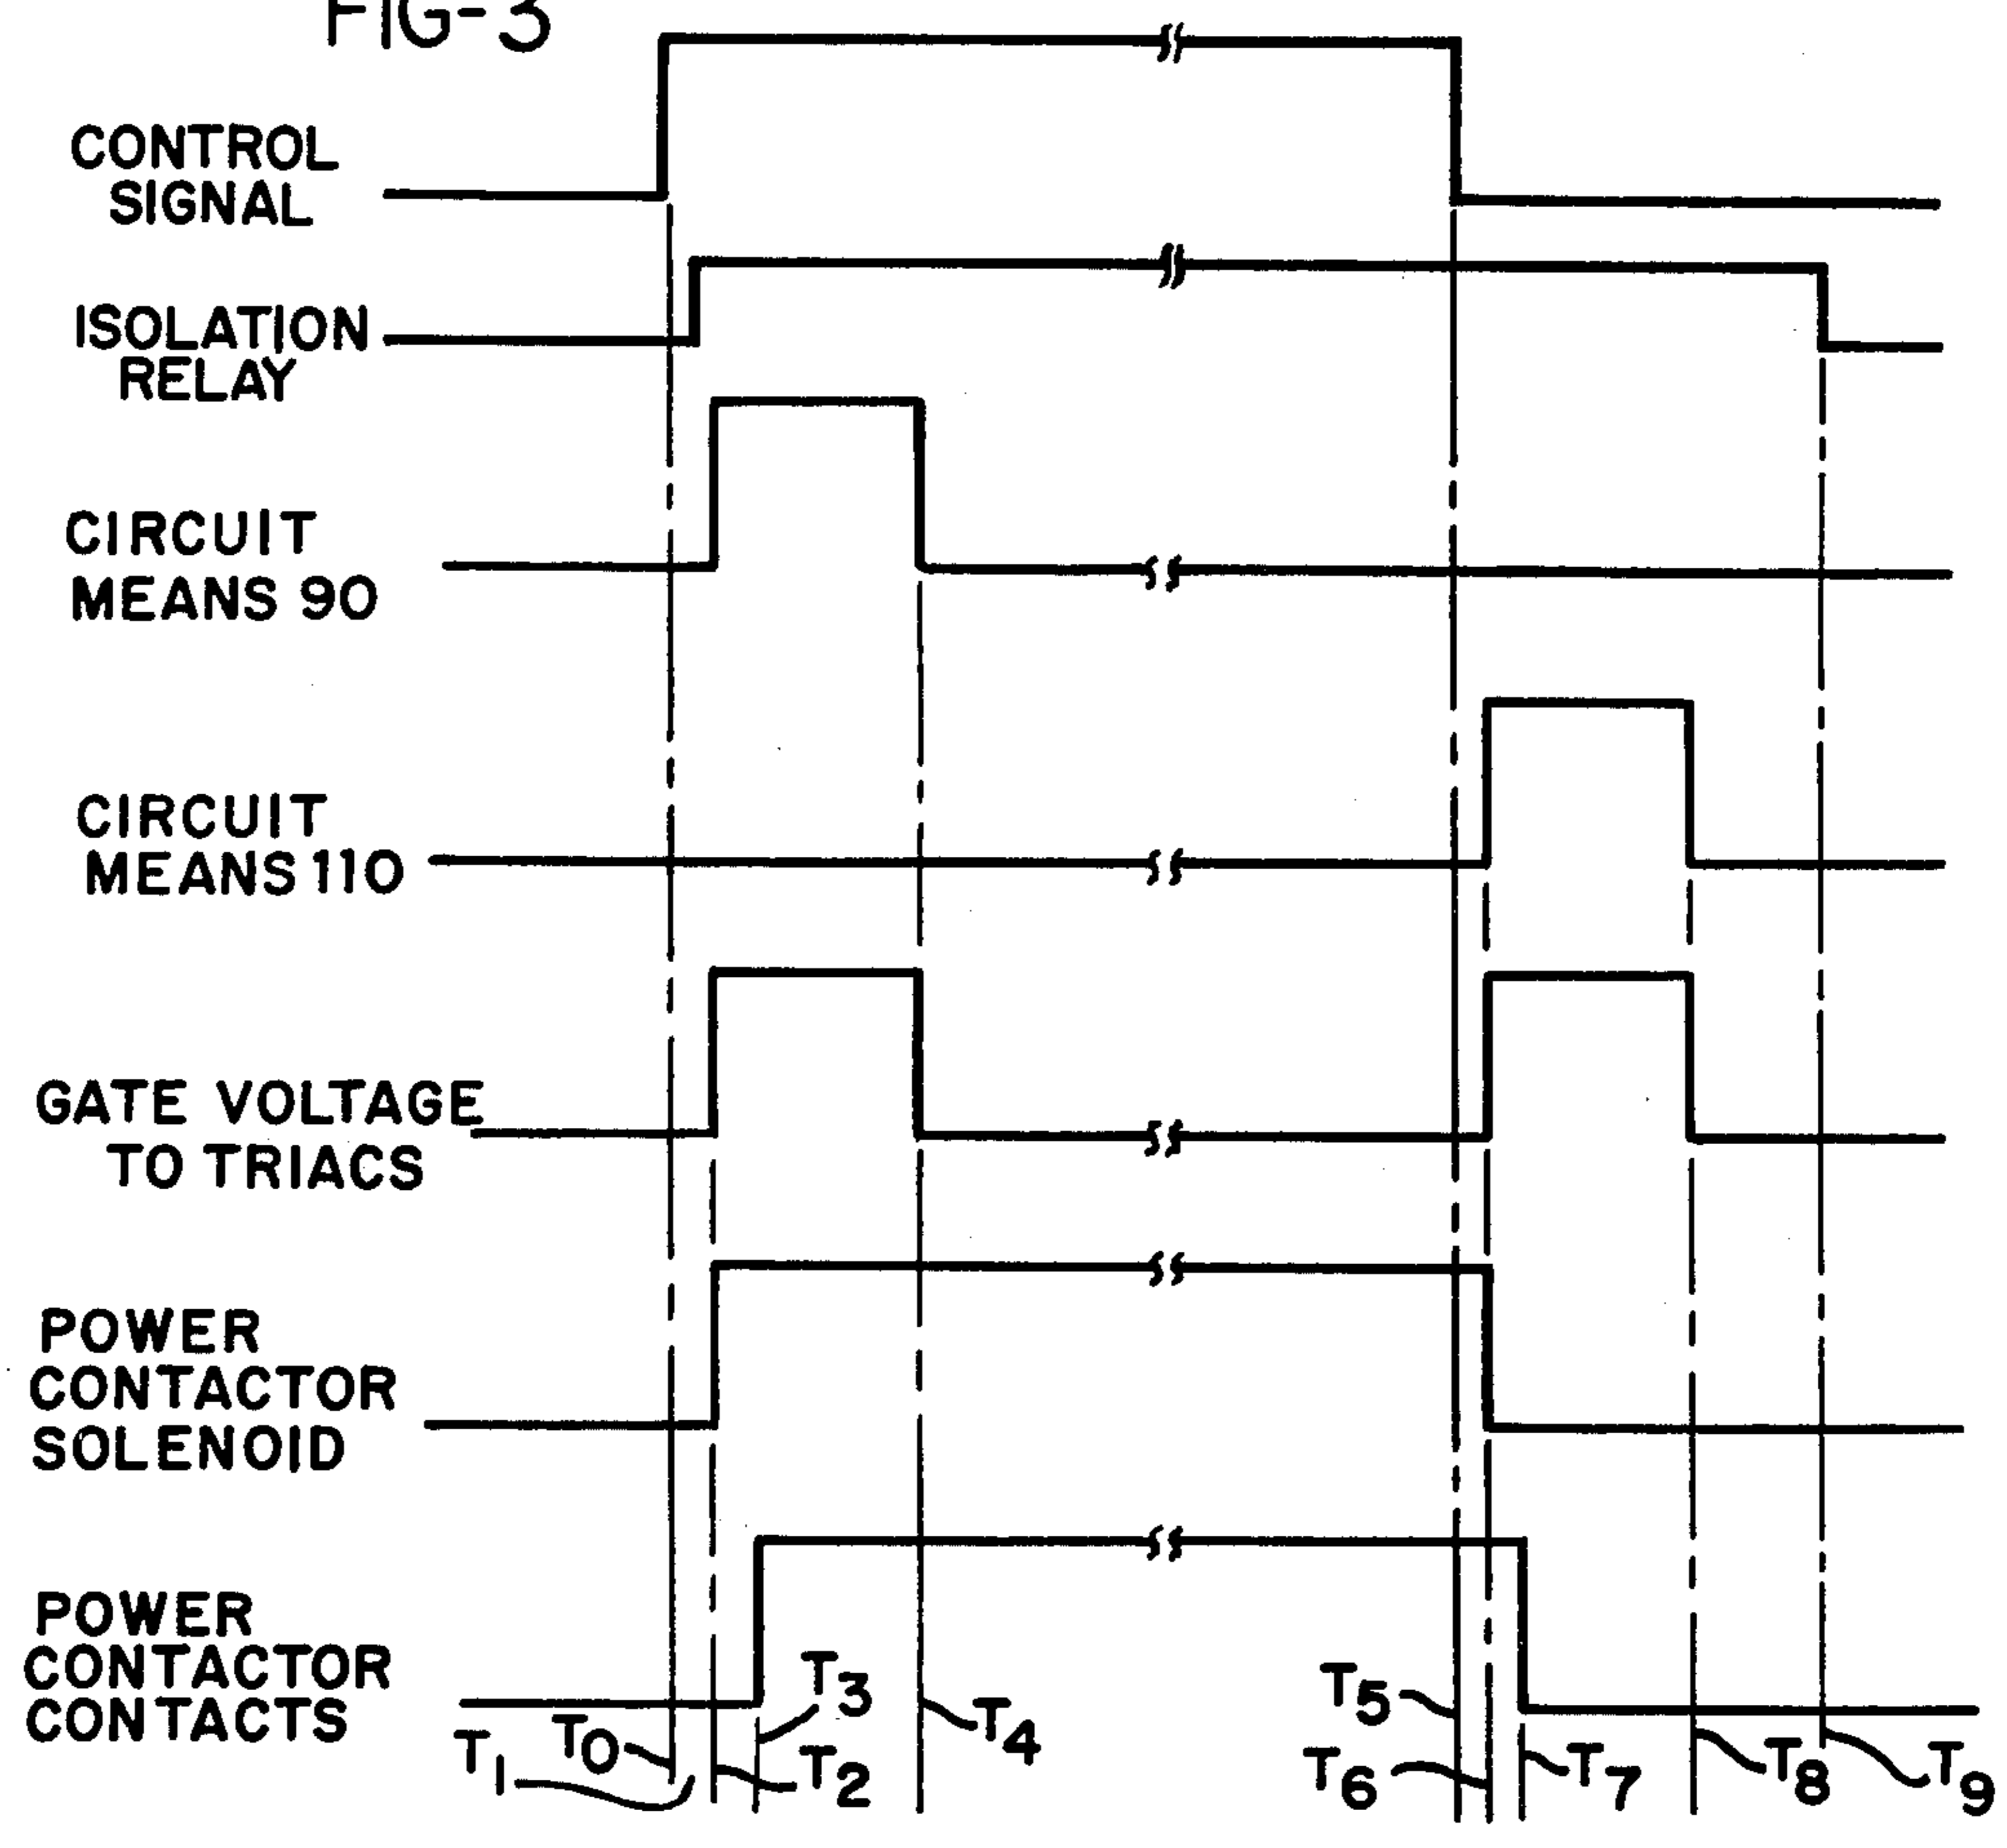 FIG-3
CONTROL
SIGNAL
ISOLATION
RELAY
CIRCUIT
MEANS 90
CIRCUIT
MEANS 110
GATE VOLTAGE
TO TRIACS
POWER
CONTACTOR
SOLENOID
POWER
CONTACTOR
CONTACTS
T1
T0
T3
T2
T4
T5
T6
T7
T8
T9